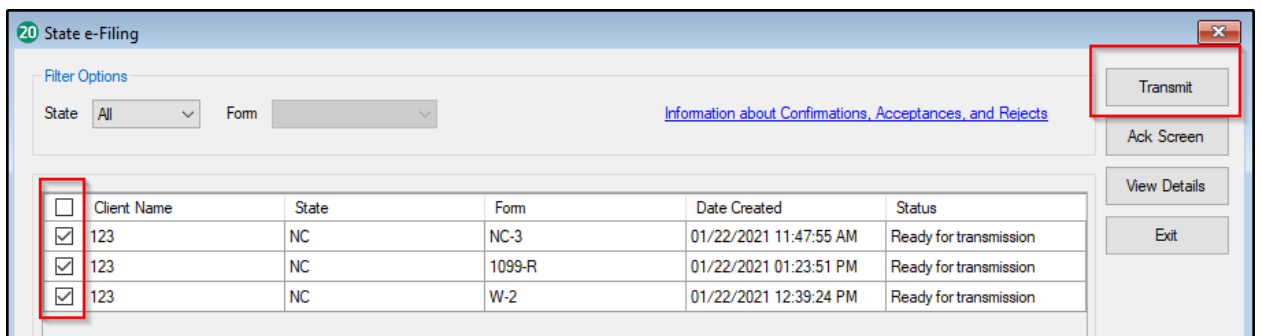 20 State e-Filing
Filter Options
State All Form
Information about Confirmations, Acceptances, and Rejects
Transmit
Ack Screen
View Details
Exit
Client Name State Form Date Created Status
123 NC NC-3 01/22/2021 11:47:55 AM Ready for transmission
123 NC 1099-R 01/22/2021 01:23:51 PM Ready for transmission
123 NC W-2 01/22/2021 12:39:24 PM Ready for transmission